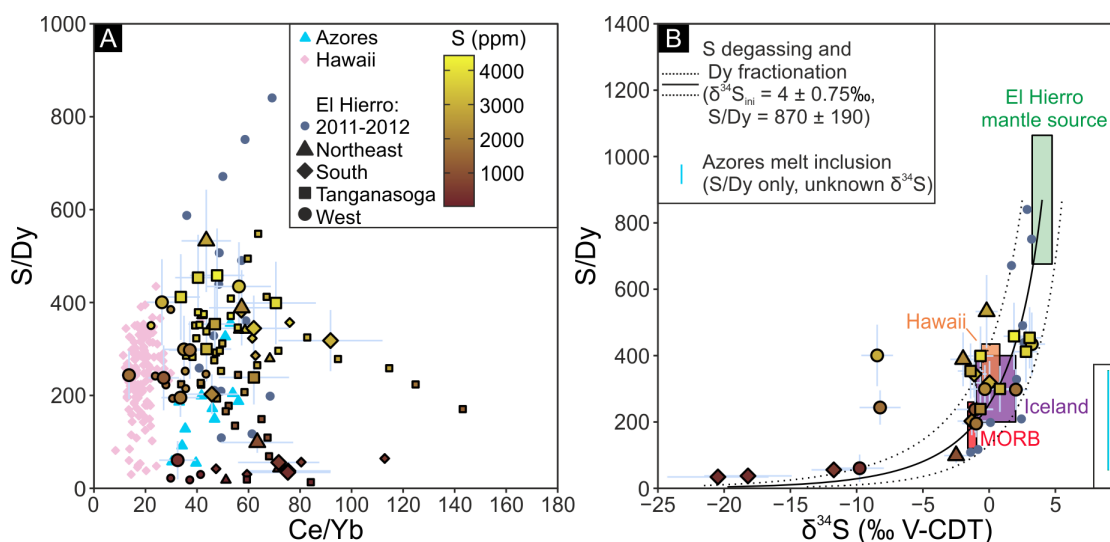 A
1000
800
600
400
200
0
S/Dy
0
20
40
60
80
100
120
140
160
180
Ce/Yb
Azores
Hawaii
El Hierro:
2011-2012
Northeast
South
Tanganasoga
West
S (ppm)
4000
3000
2000
1000
B
1400
1200
1000
800
600
400
200
0
S/Dy
−25
−20
−15
−10
−5
0
5
10
δ³⁴S (‰ V-CDT)
S degassing and
Dy fractionation
(δ³⁴Sᵢₙᵢ = 4 ± 0.75‰,
S/Dy = 870 ± 190)
Azores melt inclusion
(S/Dy only, unknown δ³⁴S)
El Hierro
mantle source
Hawaii
Iceland
MORB